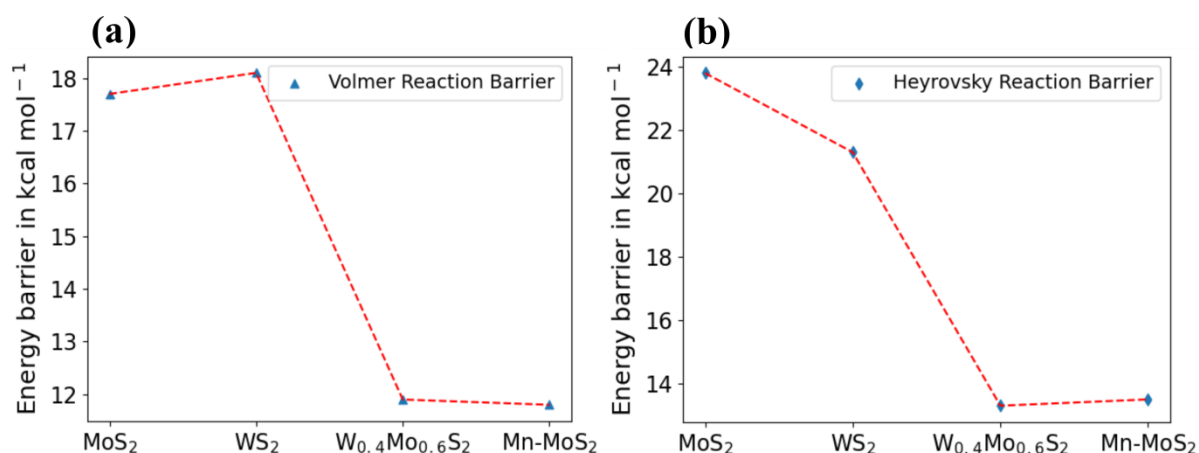 (a)
Energy barrier in kcal mol⁻¹
18
17
16
15
14
13
12
Volmer Reaction Barrier
MoS₂
WS₂
W₀.₄Mo₀.₆S₂
Mn-MoS₂
(b)
Energy barrier in kcal mol⁻¹
24
22
20
18
16
14
Heyrovsky Reaction Barrier
MoS₂
WS₂
W₀.₄Mo₀.₆S₂
Mn-MoS₂